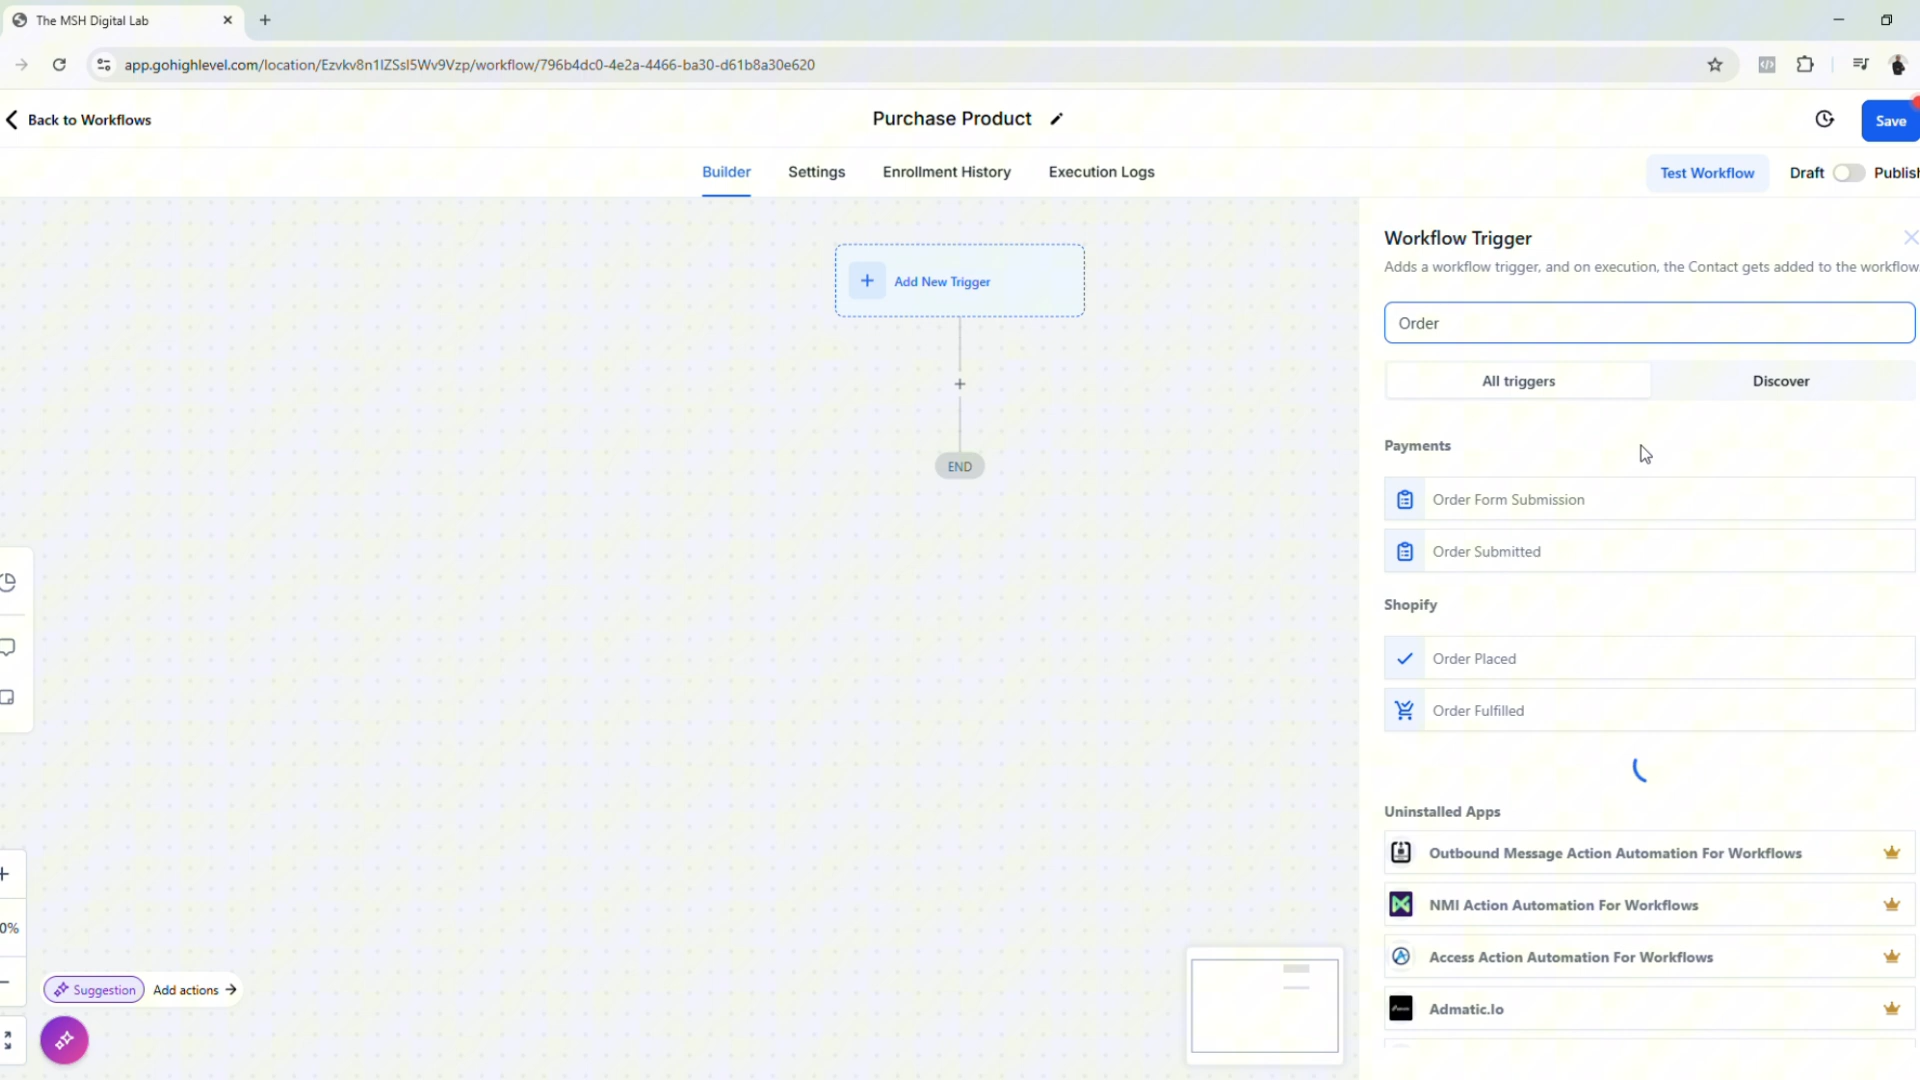 The MSH Digital Lab
app.gohighlevel.com/location/Ezvkv8n1IZSsI5Wv9Vzp/workflow/796b4dc0-4e2a-4466-ba30-d61b8a30e620
Back to Workflows
Purchase Product
Save
Builder
Settings
Enrollment History
Execution Logs
Test Workflow
Draft
Publish
Add New Trigger
END
Workflow Trigger
Adds a workflow trigger, and on execution, the Contact gets added to the workflow.
Order
All triggers
Discover
Payments
Order Form Submission
Order Submitted
Shopify
Order Placed
Order Fulfilled
Uninstalled Apps
Outbound Message Action Automation For Workflows
NMI Action Automation For Workflows
Access Action Automation For Workflows
Admatic.Io
0%
Suggestion
Add actions